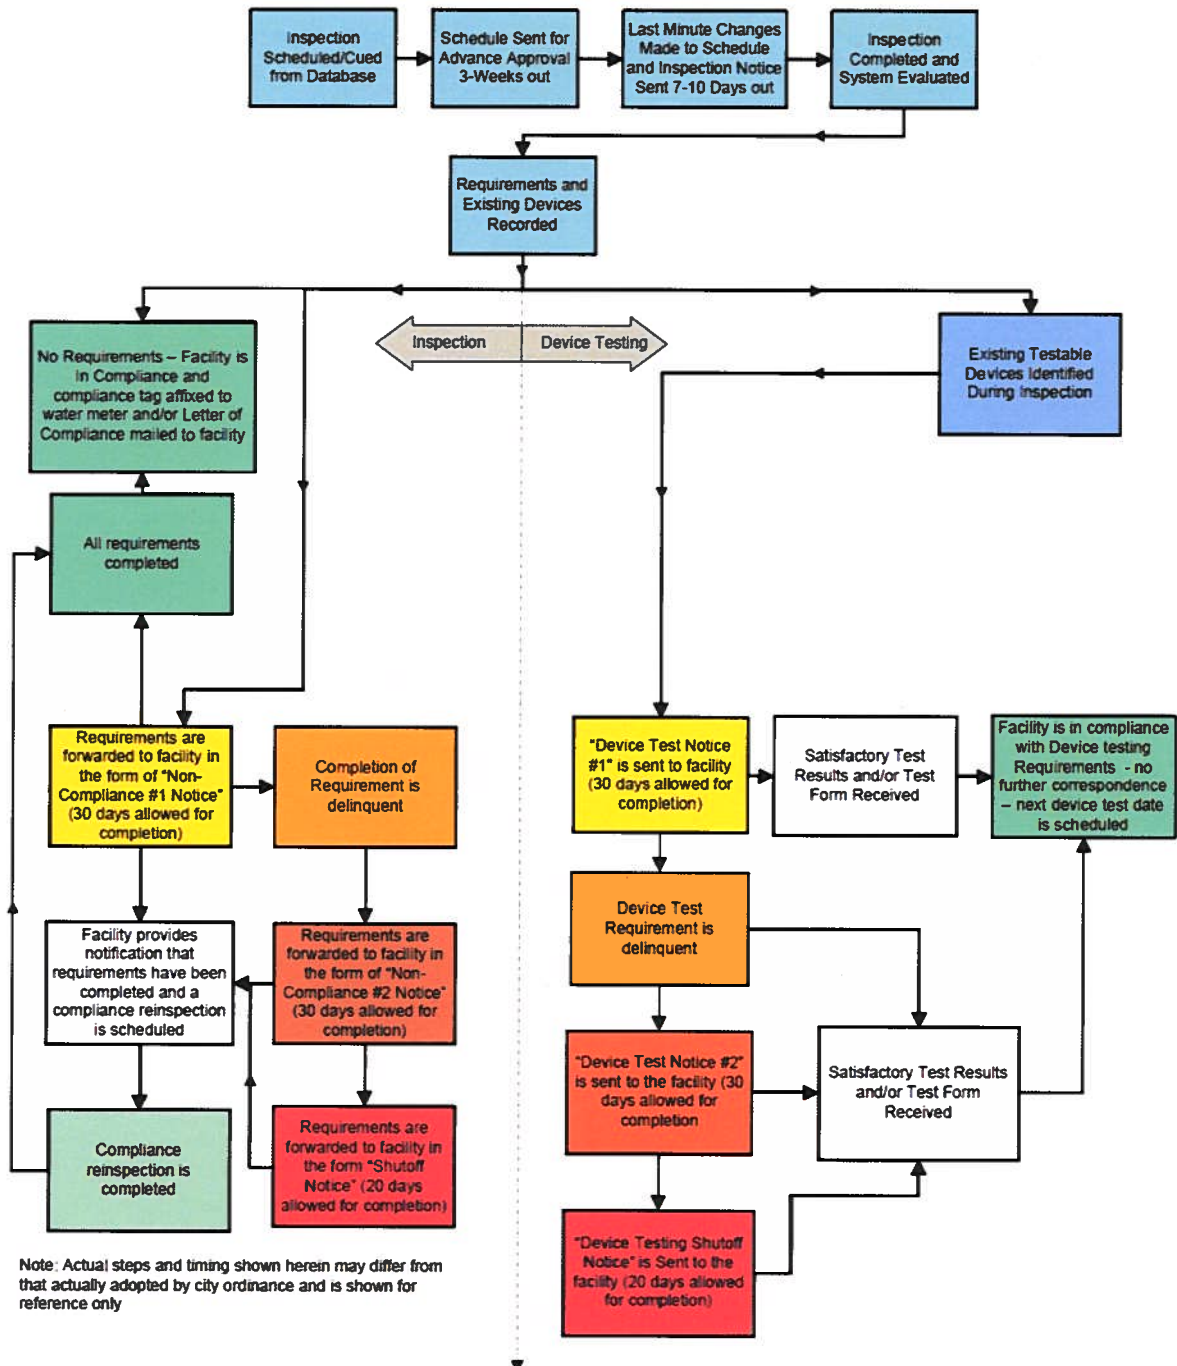 Inspection
Scheduled/Cued
from Database
Schedule Sent for
Advance Approval
3-Weeks out
Last Minute Changes
Made to Schedule
and Inspection Notice
Sent 7-10 Days out
Inspection
Completed and
System Evaluated
Requirements and
Existing Devices
Recorded
No Requirements – Facility is
In Compliance and
compliance tag affixed to
water meter and/or Letter of
Compliance mailed to facility
Inspection
Device Testing
Existing Testable
Devices Identified
During Inspection
All requirements
completed
Requirements are
forwarded to facility in
the form of "Non-
Compliance #1 Notice"
(30 days allowed for
completion)
Completion of
Requirement is
delinquent
"Device Test Notice
#1" is sent to facility
(30 days allowed for
completion)
Satisfactory Test
Results and/or Test
Form Received
Facility is in compliance
with Device testing
Requirements - no
further correspondence
– next device test date
is scheduled
Facility provides
notification that
requirements have been
completed and a
compliance reinspection
is scheduled
Requirements are
forwarded to facility in
the form of "Non-
Compliance #2 Notice"
(30 days allowed for
completion)
Device Test
Requirement is
delinquent
"Device Test Notice #2"
is sent to the facility (30
days allowed for
completion
Satisfactory Test Results
and/or Test Form
Received
Compliance
reinspection is
completed
Requirements are
forwarded to facility in
the form "Shutoff
Notice" (20 days
allowed for completion)
"Device Testing Shutoff
Notice" is Sent to the
facility (20 days allowed
for completion)
Note: Actual steps and timing shown herein may differ from
that actually adopted by city ordinance and is shown for
reference only